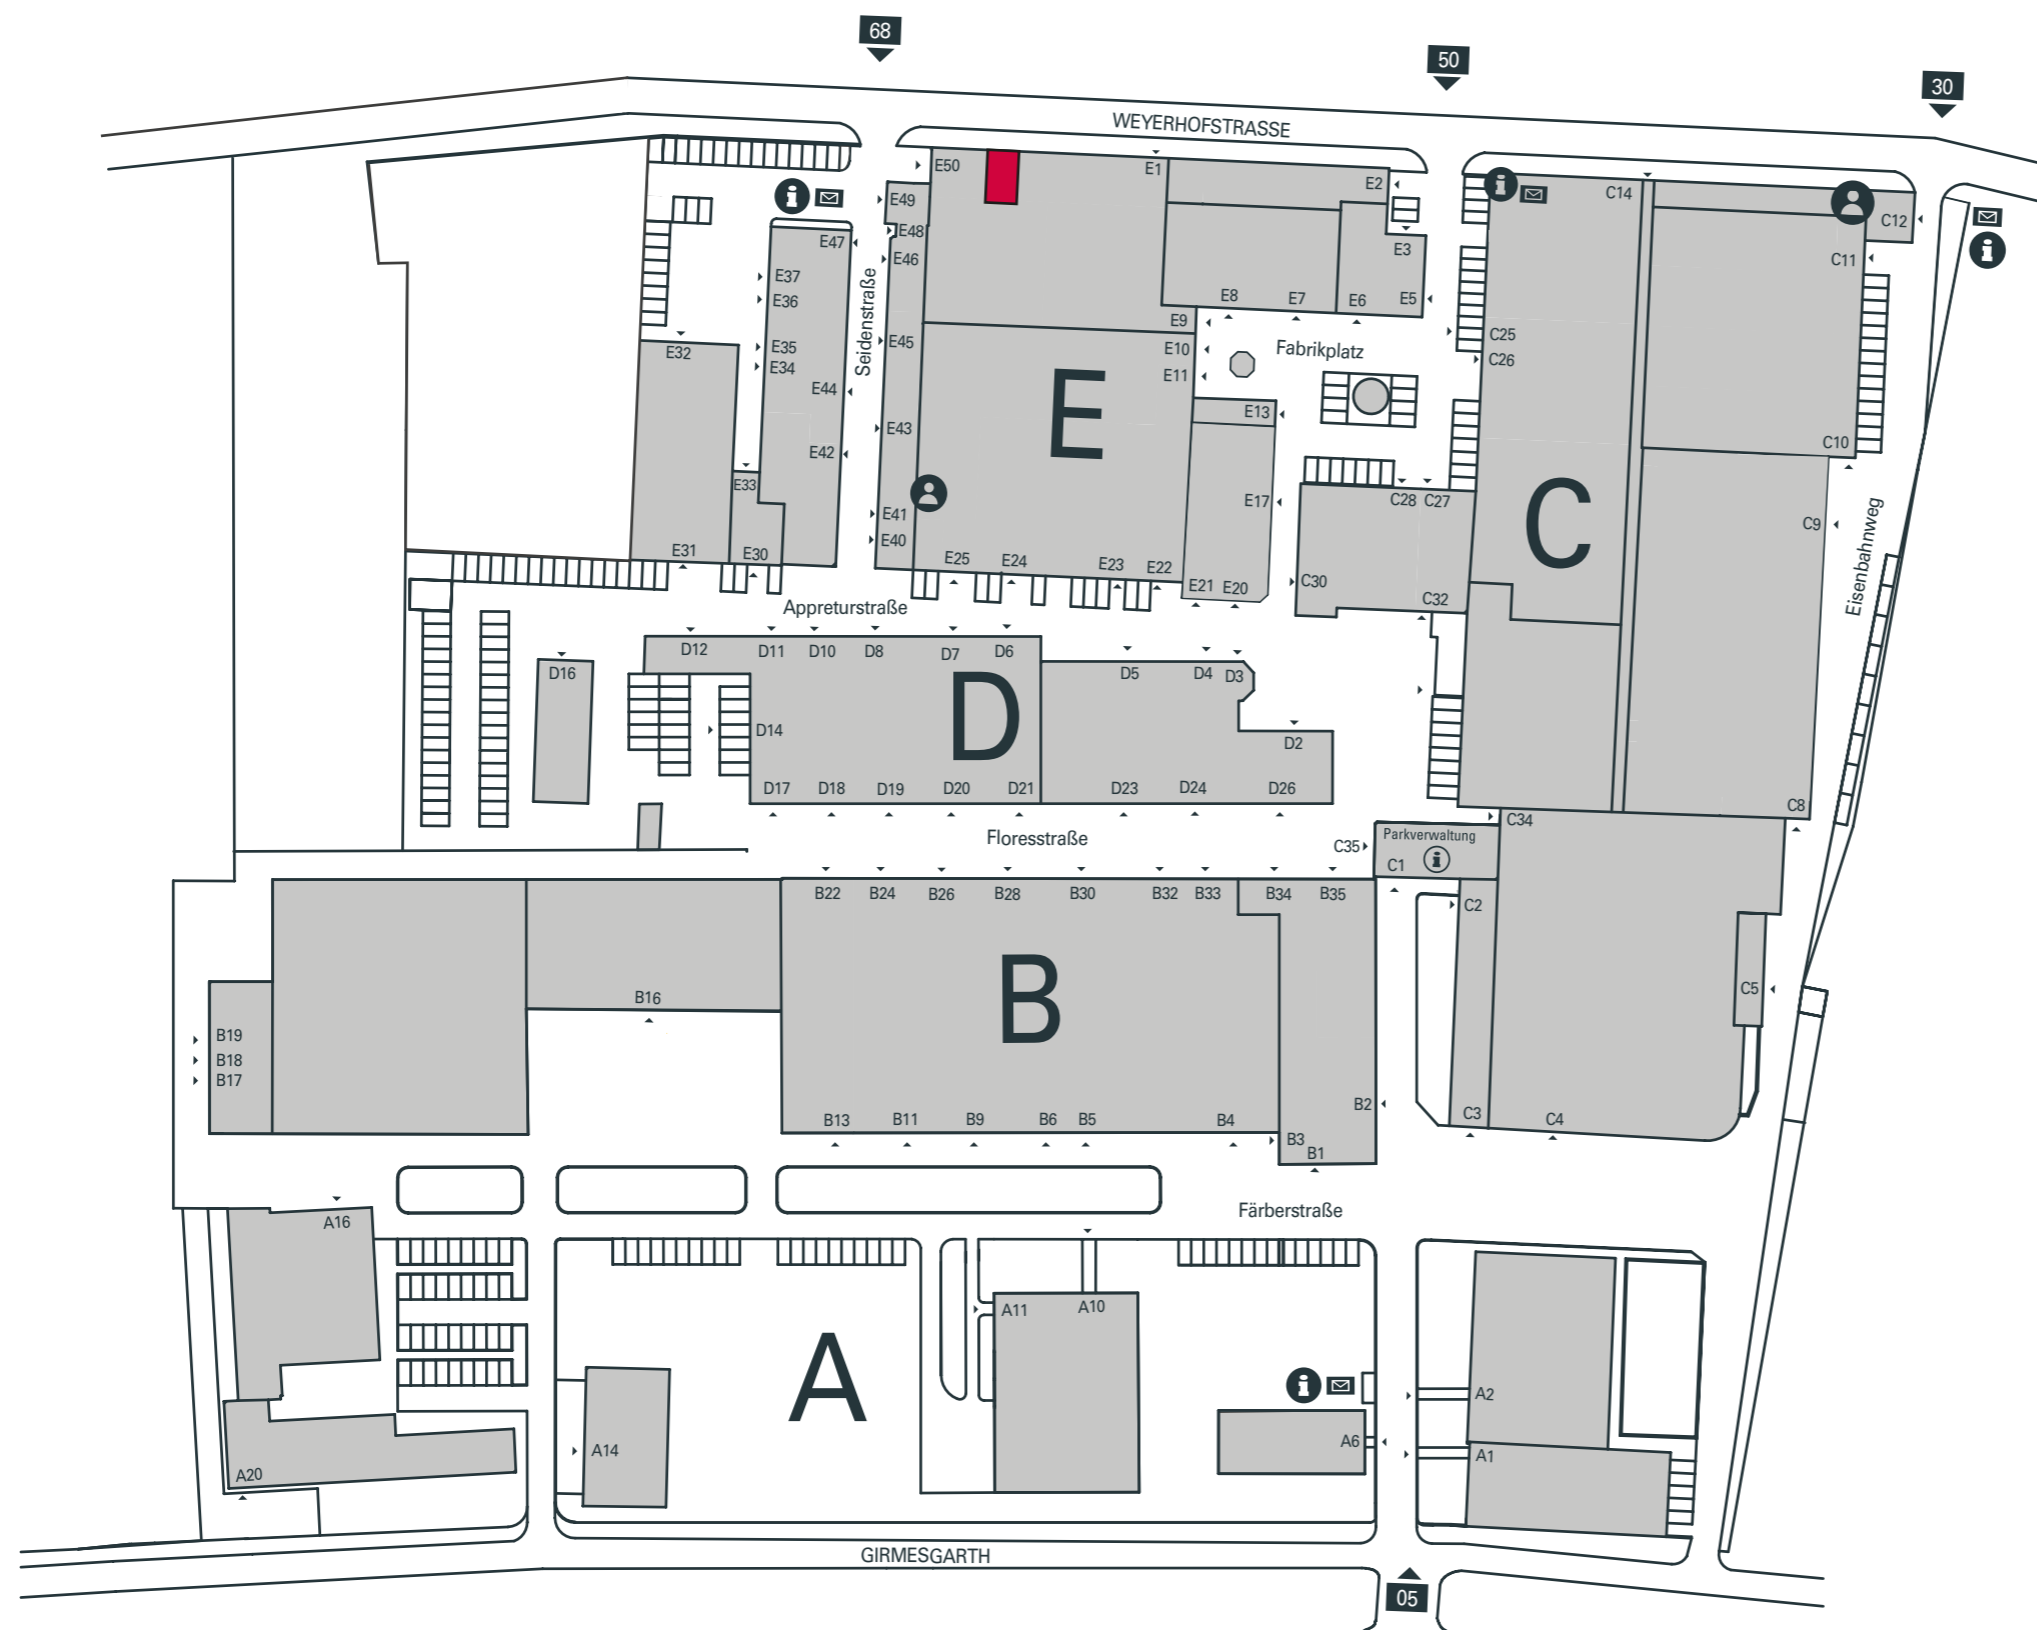 68
50
30
WEYERHOFSTRASSE
E50
E1
E2
C14
E49
C12
E48
E47
E46
E3
C11
E37
E36
E8
E7
E6
E5
Seidenstraße
E9
E45
E35
E34
E32
E10
E11
Fabrikplatz
C25
C26
E44
E13
E43
E
E42
C10
E33
E17
C28
C27
C
C9
Eisenbahnweg
E41
E40
E31
E30
E25
E24
E23
E22
E21
E20
C30
C32
Appreturstraße
D12
D11
D10
D8
D7
D6
D16
D5
D4
D3
D
D14
D2
D17
D18
D19
D20
D21
D23
D24
D26
C8
C34
Floresstraße
Parkverwaltung
C35
C1
B22
B24
B26
B28
B30
B32
B33
B34
B35
C2
B
B16
C5
B19
B18
B17
B2
B13
B11
B9
B6
B5
B4
B3
B1
C3
C4
A16
Färberstraße
A11
A10
A
A2
A14
A6
A1
A20
GIRMESGARTH
05